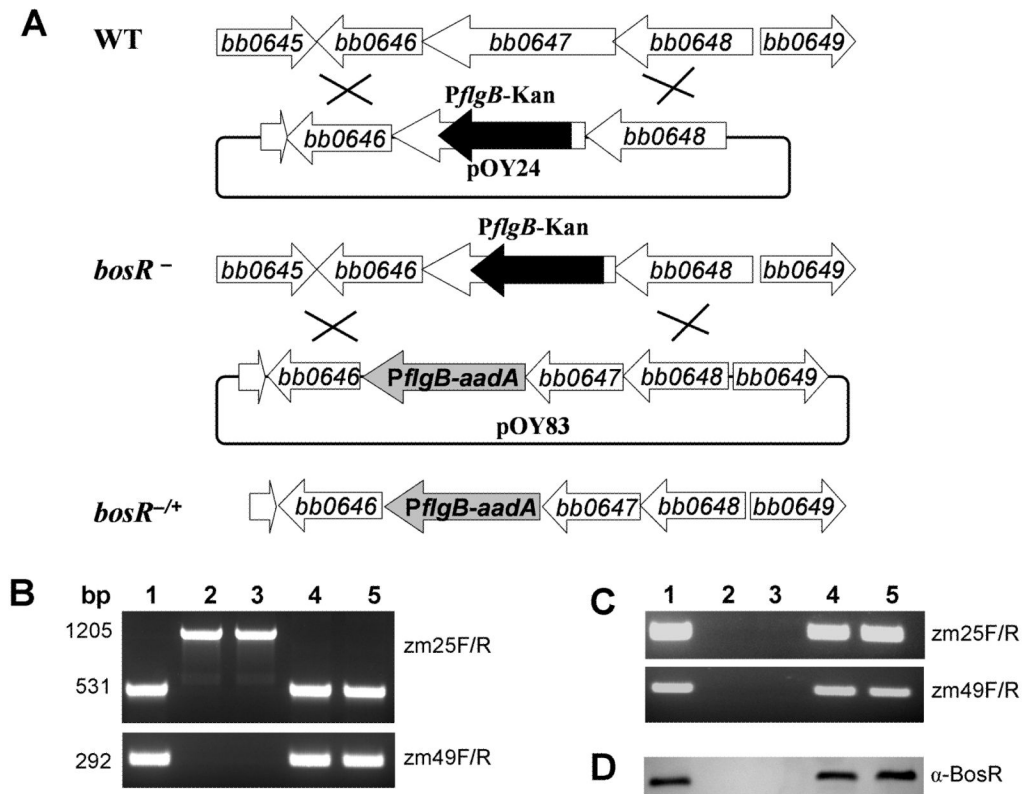 A
WT
bb0645 bb0646 bb0647 bb0648 bb0649
PflgB-Kan
bb0646 bb0648
pOY24
PflgB-Kan
bosR –
bb0645 bb0646 bb0648 bb0649
bb0646 PflgB-aadA bb0647 bb0648 bb0649
pOY83
bosR–/+
bb0646 PflgB-aadA bb0647 bb0648 bb0649
B
bp 1 2 3 4 5
1205
531
zm25F/R
292
zm49F/R
C
1 2 3 4 5
zm25F/R
zm49F/R
D
α-BosR